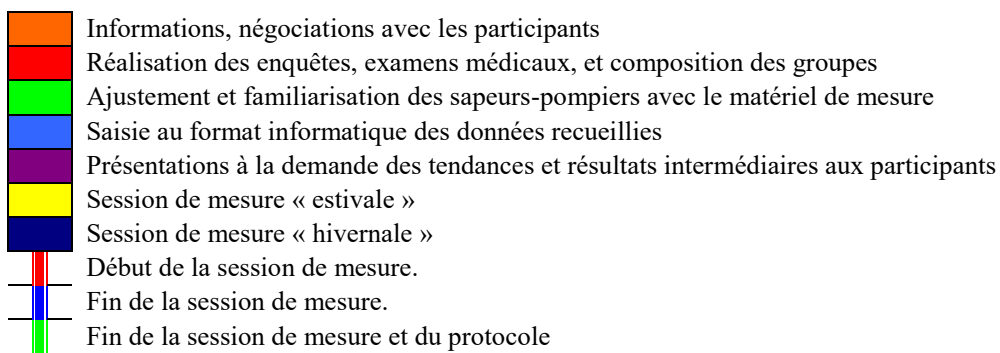 Informations, négociations avec les participants
Réalisation des enquêtes, examens médicaux, et composition des groupes
Ajustement et familiarisation des sapeurs-pompiers avec le matériel de mesure
Saisie au format informatique des données recueillies
Présentations à la demande des tendances et résultats intermédiaires aux participants
Session de mesure « estivale »
Session de mesure « hivernale »
Début de la session de mesure.
Fin de la session de mesure.
Fin de la session de mesure et du protocole